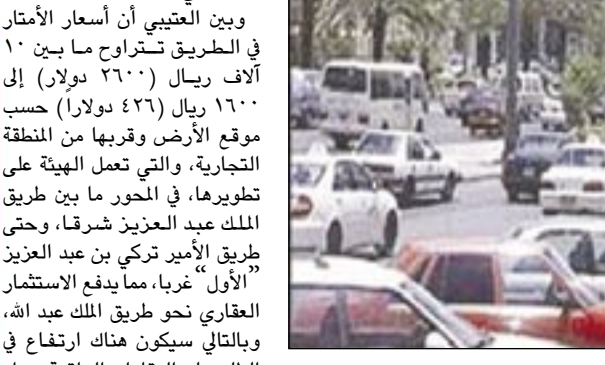 وبين العتيبي أن أسعار الأمتار
في الطريق تتراوح ما بين ١٠
آلاف ريال (٢٦٠٠ دولار) إلى
١٦٠٠ ريال (٤٢٦ دولاراً) حسب
موقع الأرض وقربها من المنطقة
التجارية، والتي تعمل الهيئة على
تطويرها، في المحور ما بين طريق
الملك عبد العزيز شرقا، وحتى
طريق الأمير تركي بن عبد العزيز
”الأول“ غربا، مما يدفع الاستثمار
العقاري نحو طريق الملك عبد الله،
وبالتالي سيكون هناك ارتفاع في